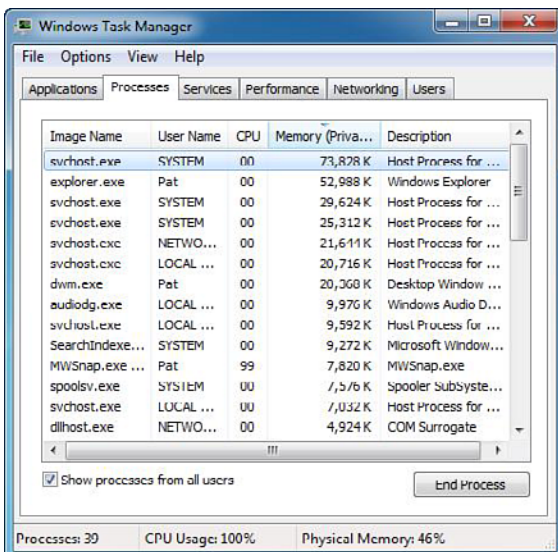 Windows Task Manager
File Options View Help
Applications Processes Services Performance Networking Users
Image Name User Name CPU Memory (Priva... Description
svchost.exe SYSTEM 00 73,828 K Host Process for ...
explorer.exe Pat 00 52,988 K Windows Explorer
svchost.exe SYSTEM 00 29,624 K Host Process for ...
svchost.exe SYSTEM 00 25,312 K Host Process for ...
svchost.exe NETWO... 00 21,644 K Host Process for ...
svchost.exe LOCAL ... 00 20,716 K Host Process for ...
dwm.exe Pat 00 20,368 K Desktop Window ...
audiodg.exe LOCAL ... 00 9,976 K Windows Audio D...
svchost.exe LOCAL ... 00 9,592 K Host Process for ...
SearchIndexe... SYSTEM 00 9,272 K Microsoft Window...
MWSnap.exe ... Pat 99 7,820 K MWSnap.exe
spoolsv.exe SYSTEM 00 7,576 K Spooler SubSyste...
svchost.exe LOCAL ... 00 7,032 K Host Process for ...
dllhost.exe NETWO... 00 4,924 K COM Surrogate
Show processes from all users
End Process
Processes: 39 CPU Usage: 100% Physical Memory: 46%